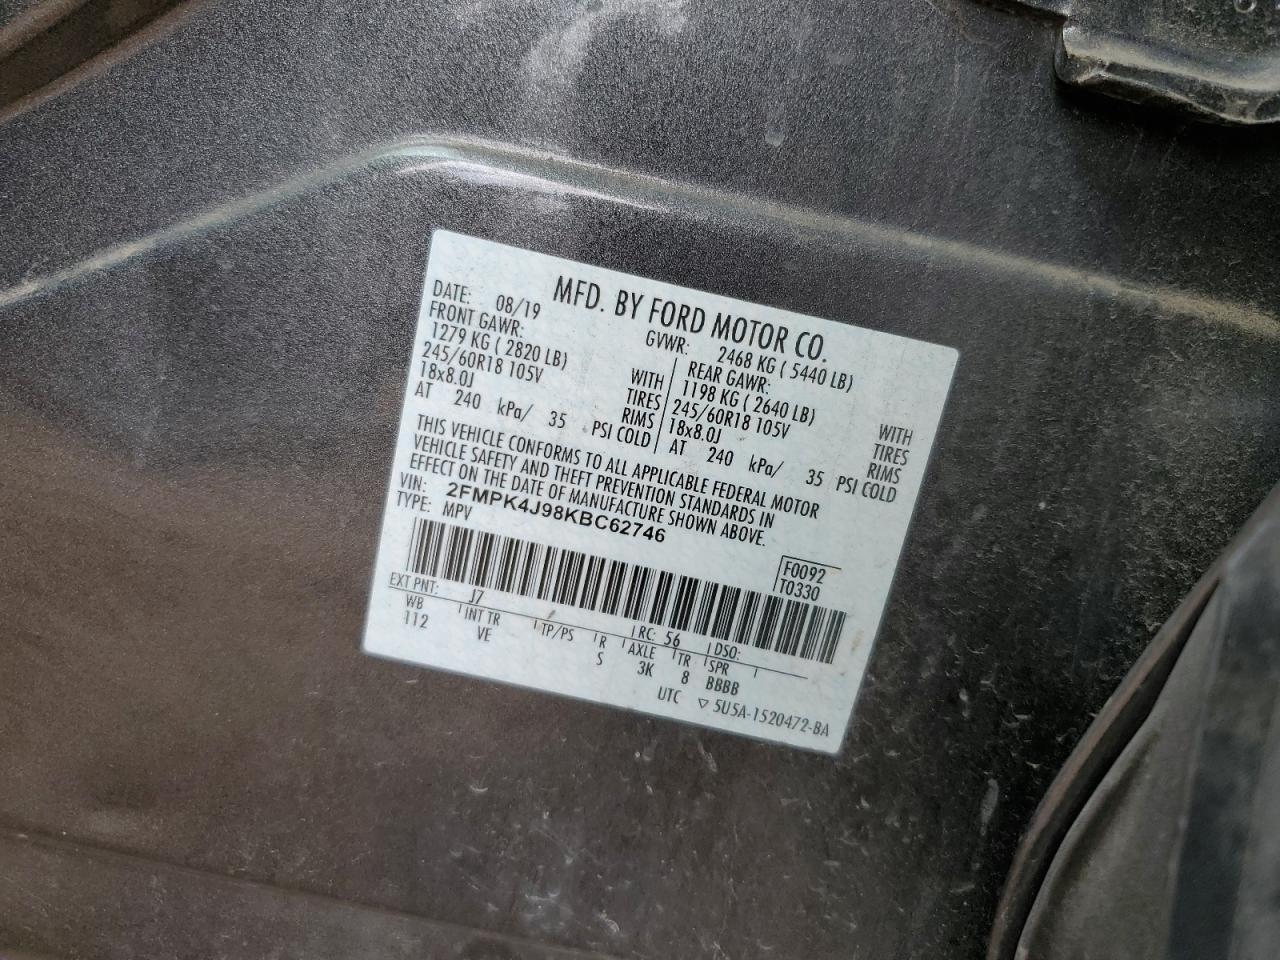 MFD. BY FORD MOTOR CO.
DATE: 08/19 GVWR: 2468 KG ( 5440 LB)
FRONT GAWR: REAR GAWR:
1279 KG ( 2820 LB) 1198 KG ( 2640 LB)
WITH WITH
245/60R18 105V TIRES 245/60R18 105V TIRES
18x8.0J RIMS 18x8.0J RIMS
AT 240 kPa/ 35 PSI COLD AT 240 kPa/ 35 PSI COLD
THIS VEHICLE CONFORMS TO ALL APPLICABLE FEDERAL MOTOR
VEHICLE SAFETY AND THEFT PREVENTION STANDARDS IN
EFFECT ON THE DATE OF MANUFACTURE SHOWN ABOVE.
VIN: 2FMPK4J98KBC62746
TYPE: MPV
F0092
T0330
EXT PNT: J7 RC: 56 DSO:
WB INT TR TP/PS R AXLE TR SPR
112 VE S 3K 8 BBBB
UTC ▽ 5U5A-1520472-BA